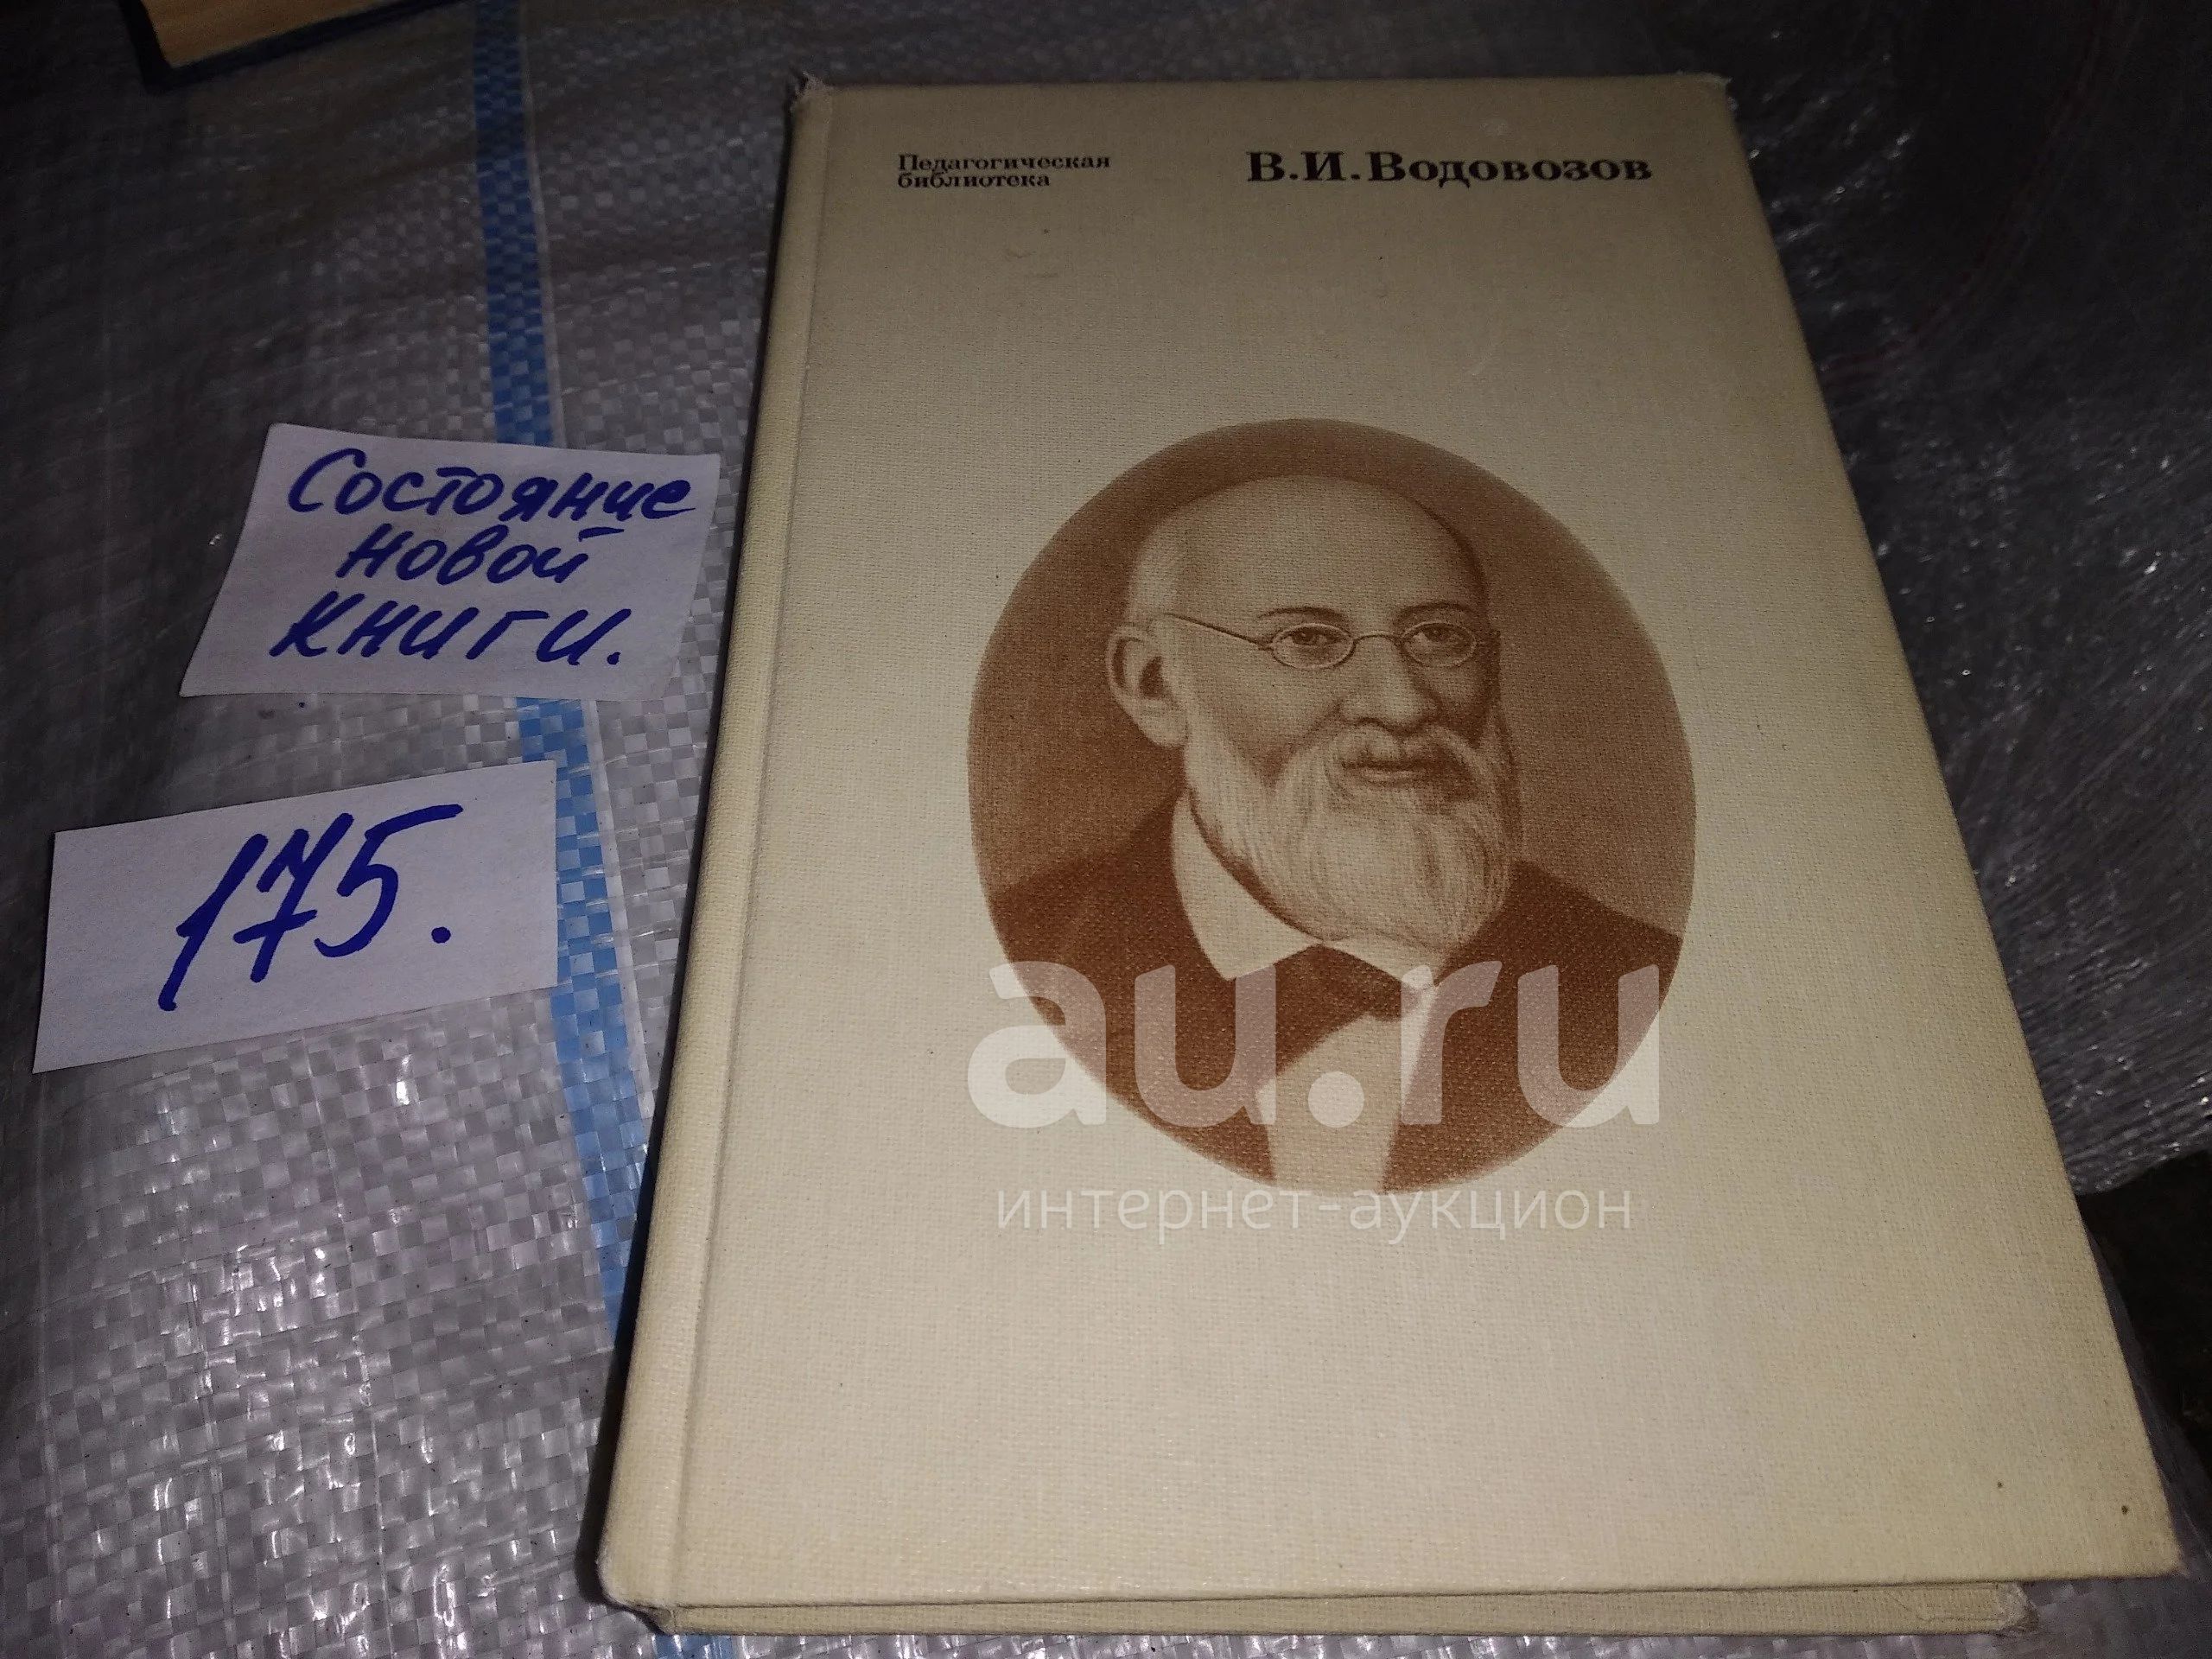 Педагогическая
библиотека
В.И.Водовозов
Состояние
новой
книги.
175.
au.ru
интернет-аукцион